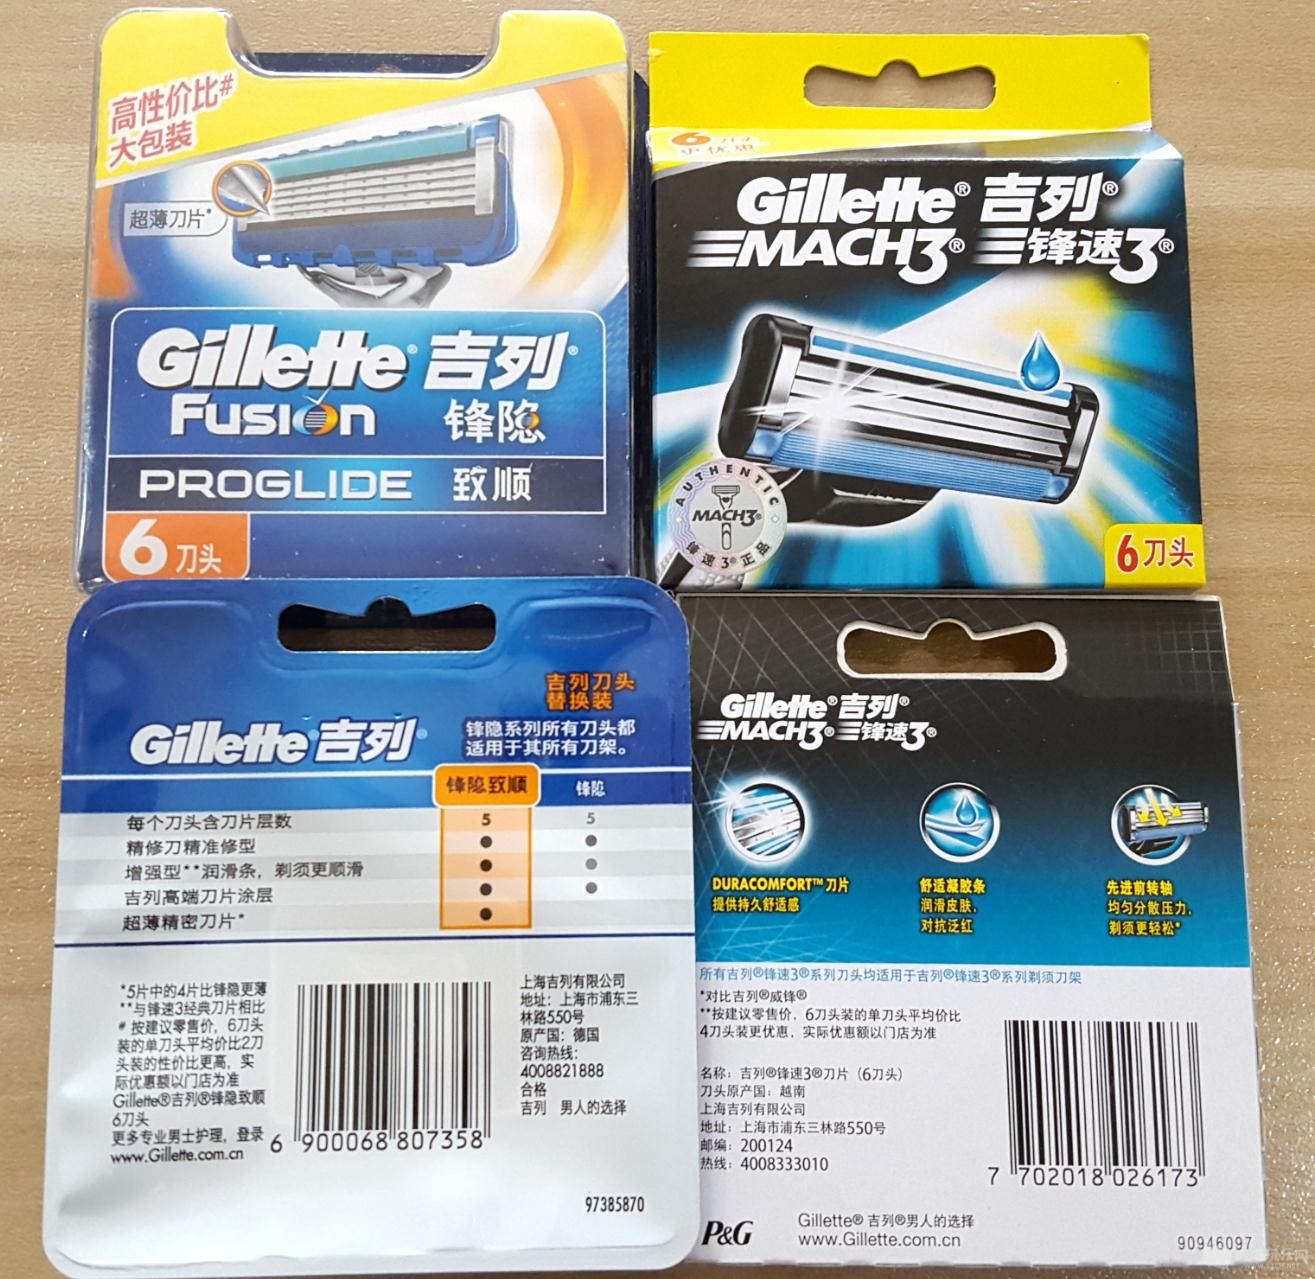 高性价比#
大包装
超薄刀片*
Gillette® 吉列®
FUSION 锋隐
PROGLIDE 致顺
6 刀头
6 刀头
更优惠
Gillette® 吉列®
MACH3® 锋速3®
AUTHENTIC
MACH3®
锋速3®正品
6刀头
吉列刀头
替换装
Gillette® 吉列®
锋隐系列所有刀头都
适用于其所有刀架。
锋隐致顺 锋隐
每个刀头含刀片层数 5 5
精修刀精准修型 ● ●
增强型**润滑条，剃须更顺滑 ● ●
吉列高端刀片涂层 ● ●
超薄精密刀片* ●
*5片中的4片比锋隐更薄
**与锋速3经典刀片相比
# 按建议零售价，6刀头
装的单刀头平均价比2刀
头装的性价比更高，实
际优惠额以门店为准
Gillette®吉列®锋隐致顺
6刀头
更多专业男士护理，登录
www.Gillette.com.cn
6 900068 807358
上海吉列有限公司
地址：上海市浦东三
林路550号
原产国：德国
咨询热线：
4008821888
合格
吉列 男人的选择
97385870
Gillette® 吉列®
MACH3® 锋速3®
DURACOMFORT™刀片
提供持久舒适感
舒适凝胶条
润滑皮肤，
对抗泛红
先进前转轴
均匀分散压力，
剃须更轻松*
所有吉列®锋速3®系列刀头均适用于吉列®锋速3®系列剃须刀架
*对比吉列®威锋®
**按建议零售价，6刀头装的单刀头平均价比
4刀头装更优惠，实际优惠额以门店为准
名称：吉列®锋速3®刀片（6刀头）
刀头原产国：越南
上海吉列有限公司
地址：上海市浦东三林路550号
邮编：200124
热线：4008333010
7 702018 026173
P&G
Gillette® 吉列®男人的选择
www.Gillette.com.cn
90946097